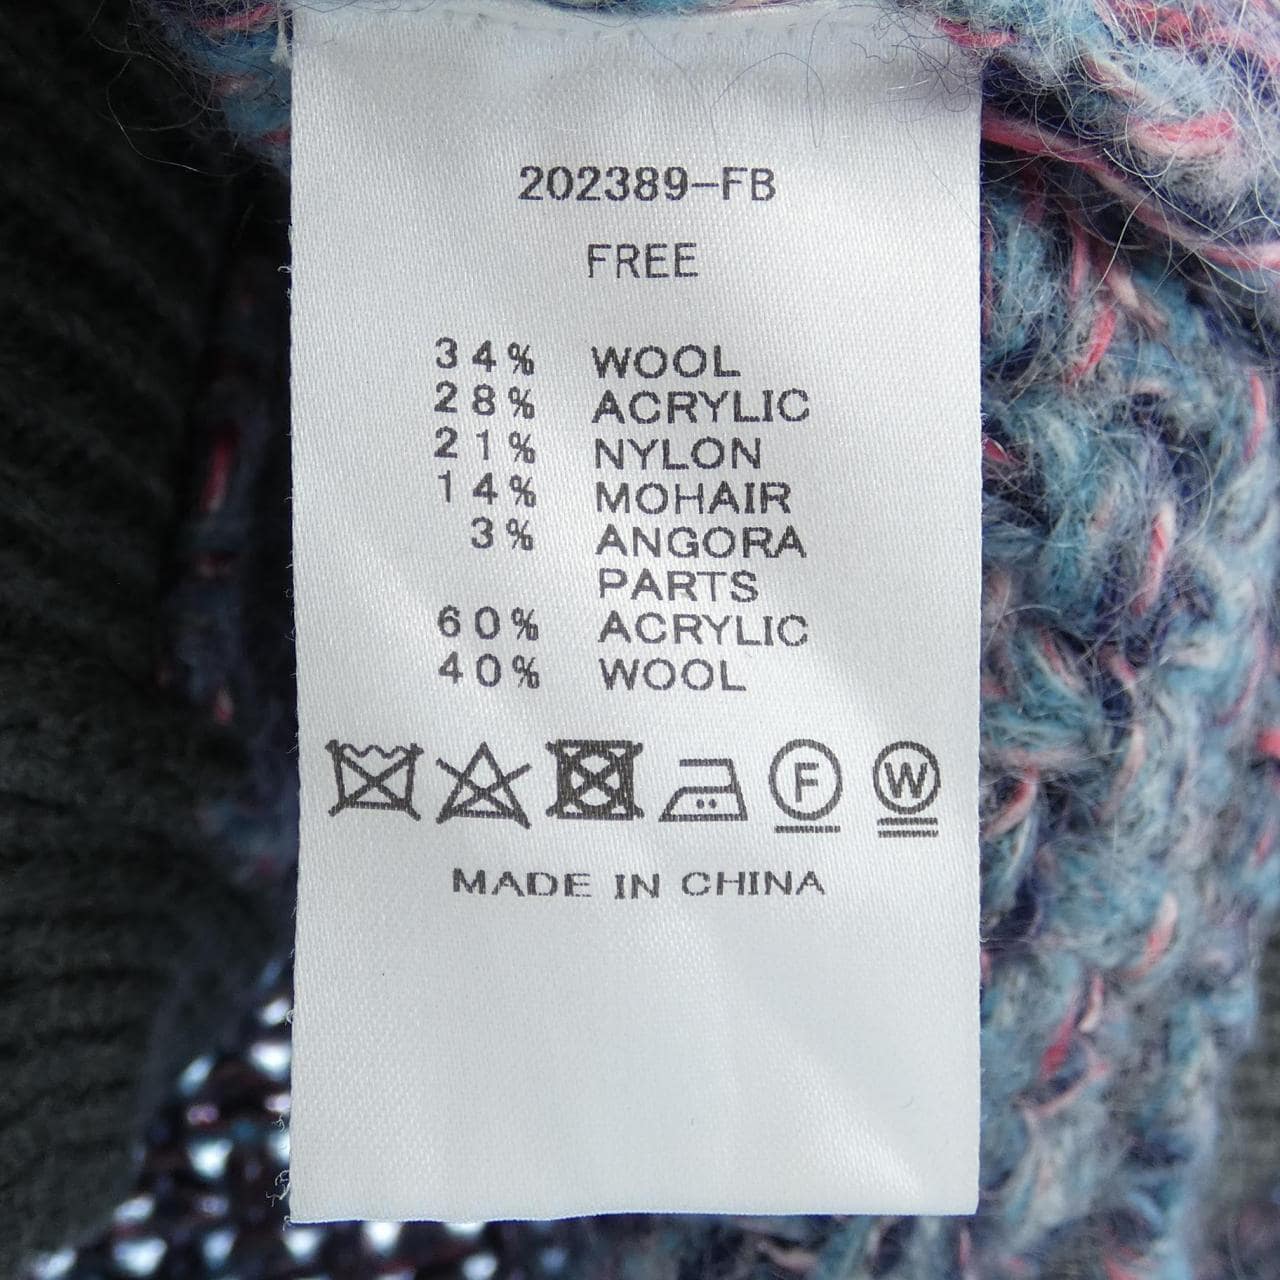 202389-FB
FREE
34% WOOL
28% ACRYLIC
21% NYLON
14% MOHAIR
3% ANGORA
PARTS
60% ACRYLIC
40% WOOL
F W
MADE IN CHINA